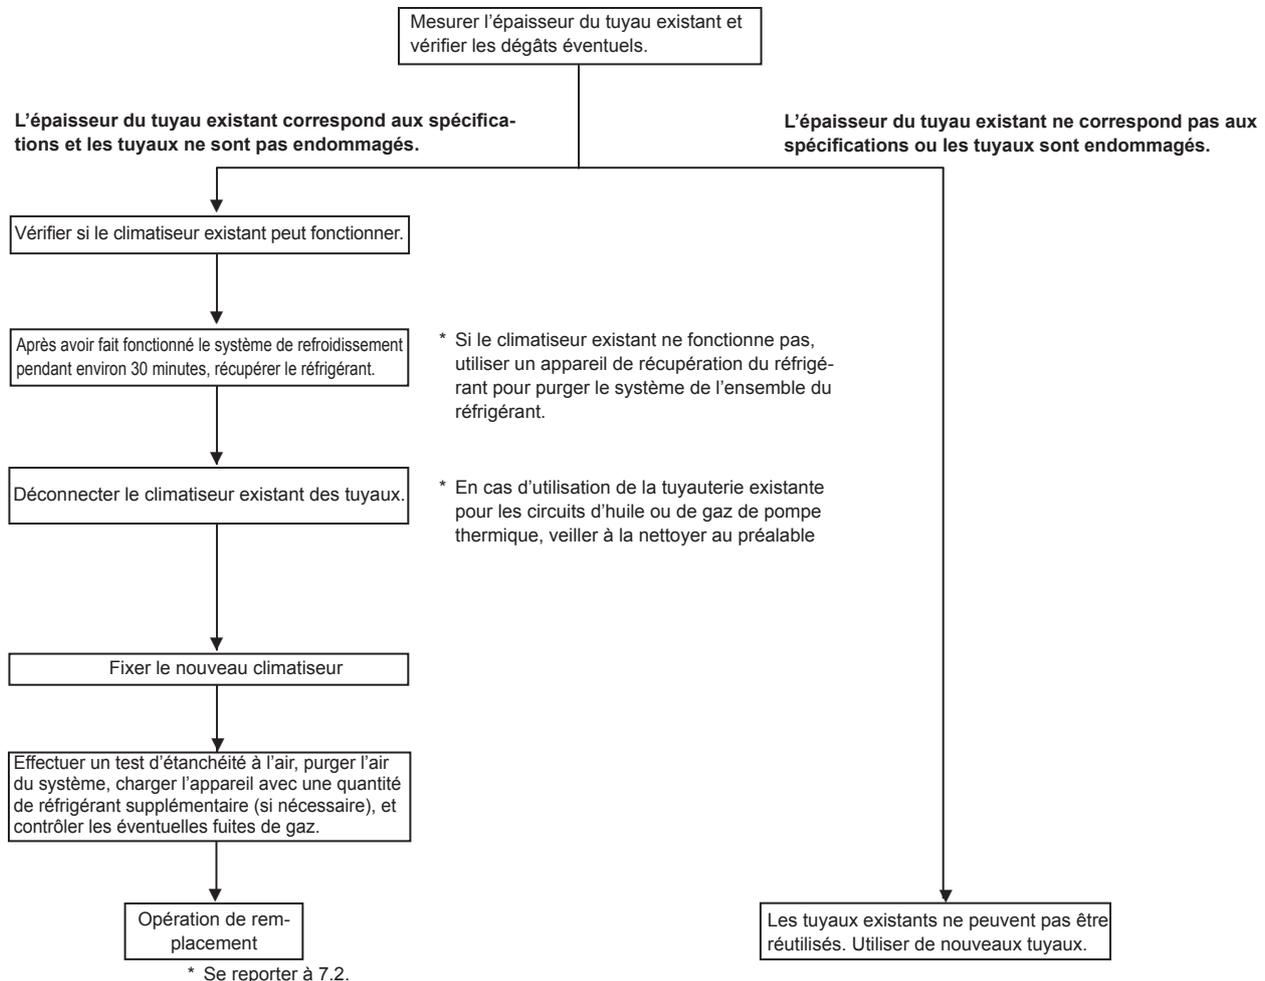 Mesurer l’épaisseur du tuyau existant et
vérifier les dégâts éventuels.
L’épaisseur du tuyau existant correspond aux spécifica-
tions et les tuyaux ne sont pas endommagés.
L’épaisseur du tuyau existant ne correspond pas aux
spécifications ou les tuyaux sont endommagés.
Vérifier si le climatiseur existant peut fonctionner.
Après avoir fait fonctionné le système de refroidissement
pendant environ 30 minutes, récupérer le réfrigérant.
* Si le climatiseur existant ne fonctionne pas,
utiliser un appareil de récupération du réfrigé-
rant pour purger le système de l’ensemble du
réfrigérant.
Déconnecter le climatiseur existant des tuyaux.
* En cas d’utilisation de la tuyauterie existante
pour les circuits d’huile ou de gaz de pompe
thermique, veiller à la nettoyer au préalable
Fixer le nouveau climatiseur
Effectuer un test d’étanchéité à l’air, purger l’air
du système, charger l’appareil avec une quantité
de réfrigérant supplémentaire (si nécessaire), et
contrôler les éventuelles fuites de gaz.
Opération de rem-
placement
* Se reporter à 7.2.
Les tuyaux existants ne peuvent pas être
réutilisés. Utiliser de nouveaux tuyaux.